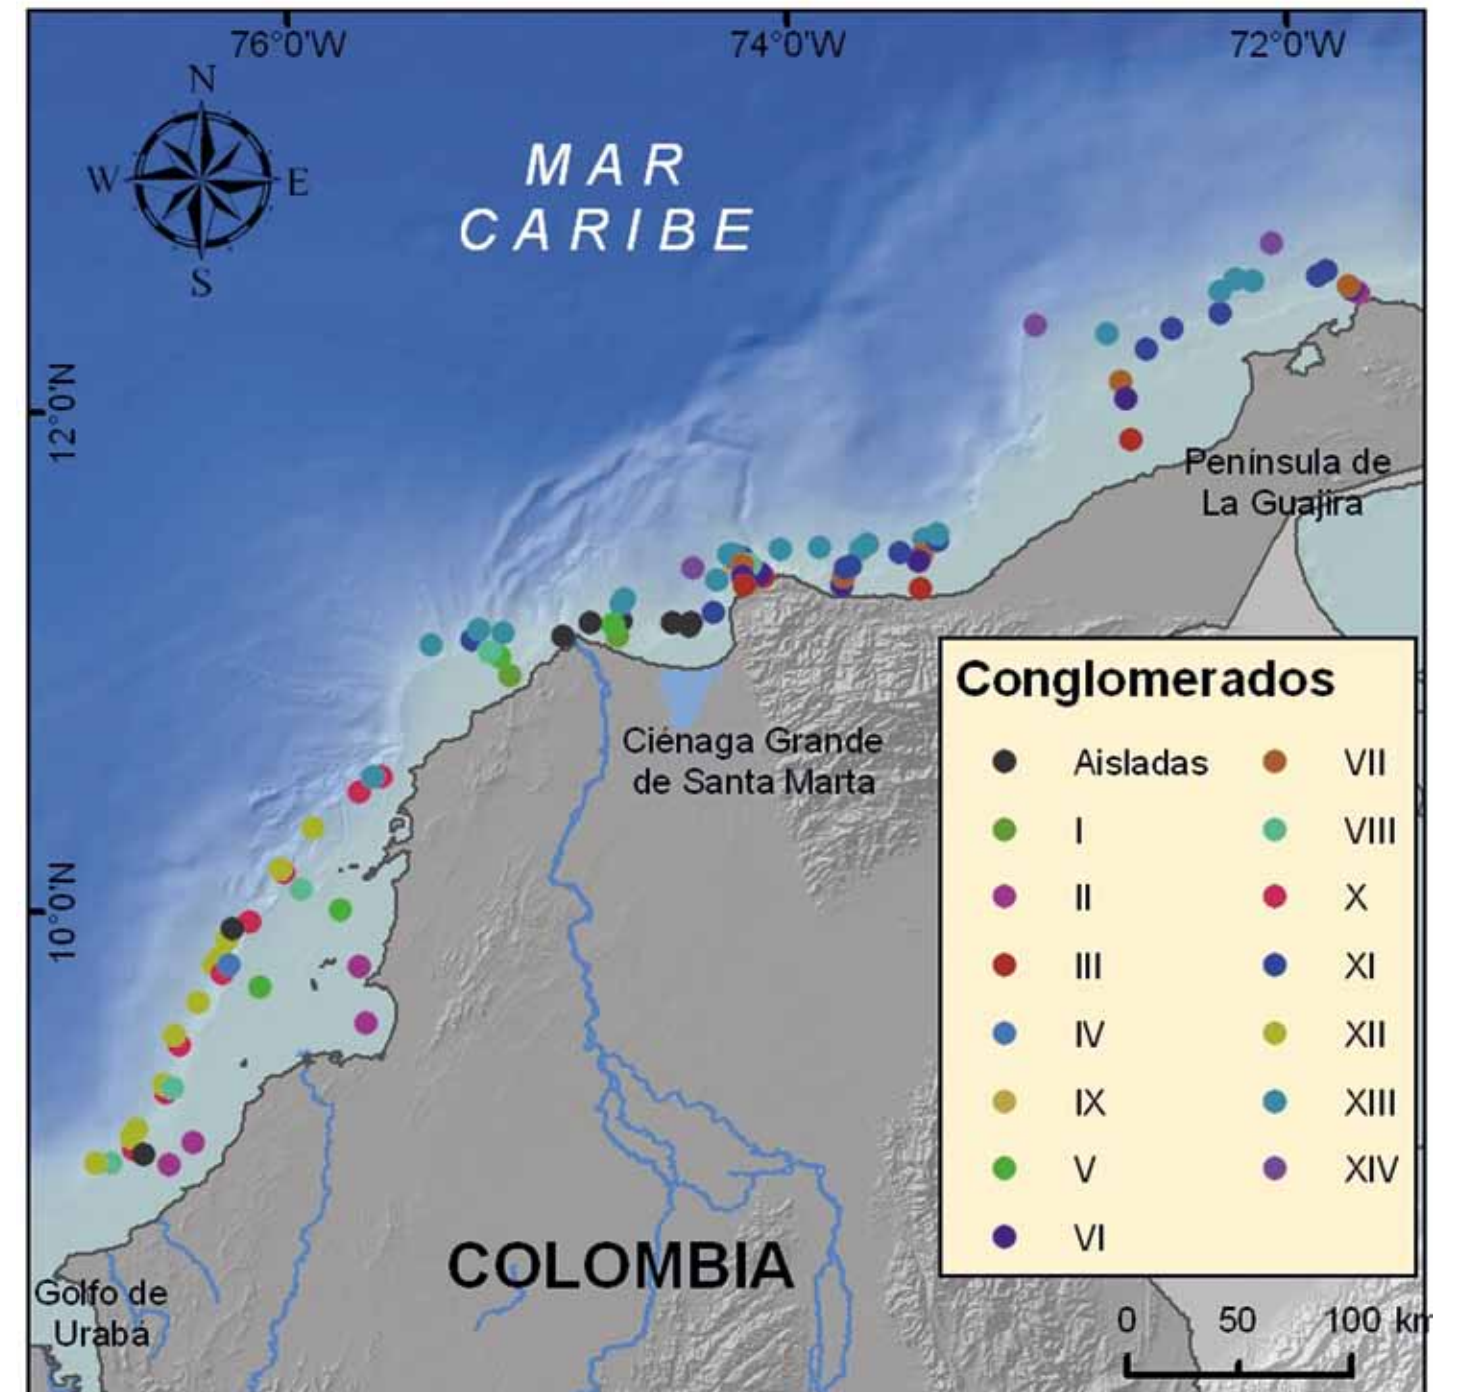 76°0'W
74°0'W
72°0'W
N
W
E
S
MAR
CARIBE
12°0'N
10°0'N
Península de
La Guajira
Ciénaga Grande
de Santa Marta
COLOMBIA
Golfo de
Urabá
Conglomerados
Aisladas
VII
I
VIII
II
X
III
XI
IV
XII
IX
XIII
V
XIV
VI
0
50
100 km